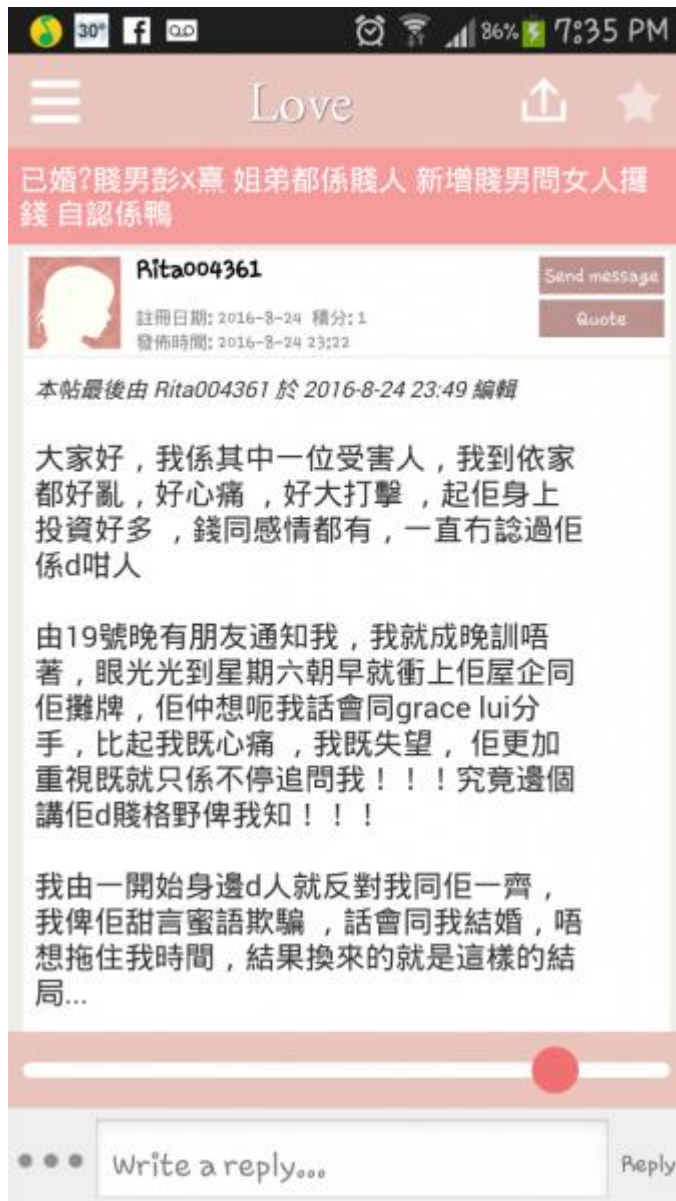 30°
86%
7:35 PM
Love
已婚?賤男彭X熹 姐弟都係賤人 新增賤男問女人攞
錢 自認係鴨
Rita004361
Send message
註冊日期: 2016-8-24 積分: 1
Quote
發佈時間: 2016-8-24 23:22
本帖最後由 Rita004361 於 2016-8-24 23:49 編輯
大家好，我係其中一位受害人，我到依家
都好亂，好心痛 ，好大打擊 ，起佢身上
投資好多 ，錢同感情都有，一直冇諗過佢
係d咁人
由19號晚有朋友通知我，我就成晚訓唔
著，眼光光到星期六朝早就衝上佢屋企同
佢攤牌，佢仲想呃我話會同grace lui分
手，比起我既心痛 ，我既失望， 佢更加
重視既就只係不停追問我！！！究竟邊個
講佢d賤格野俾我知！！！
我由一開始身邊d人就反對我同佢一齊，
我俾佢甜言蜜語欺騙 ，話會同我結婚，唔
想拖住我時間，結果換來的就是這樣的結
局...
Write a reply...
Reply